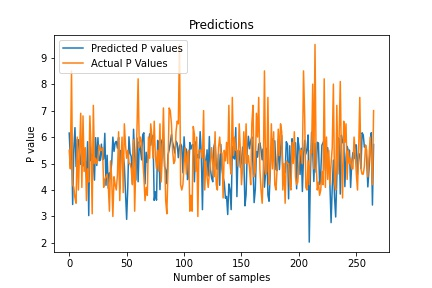 Predictions
Predicted P values
Actual P Values
P value
9
8
7
6
5
4
3
2
0
50
100
150
200
250
Number of samples